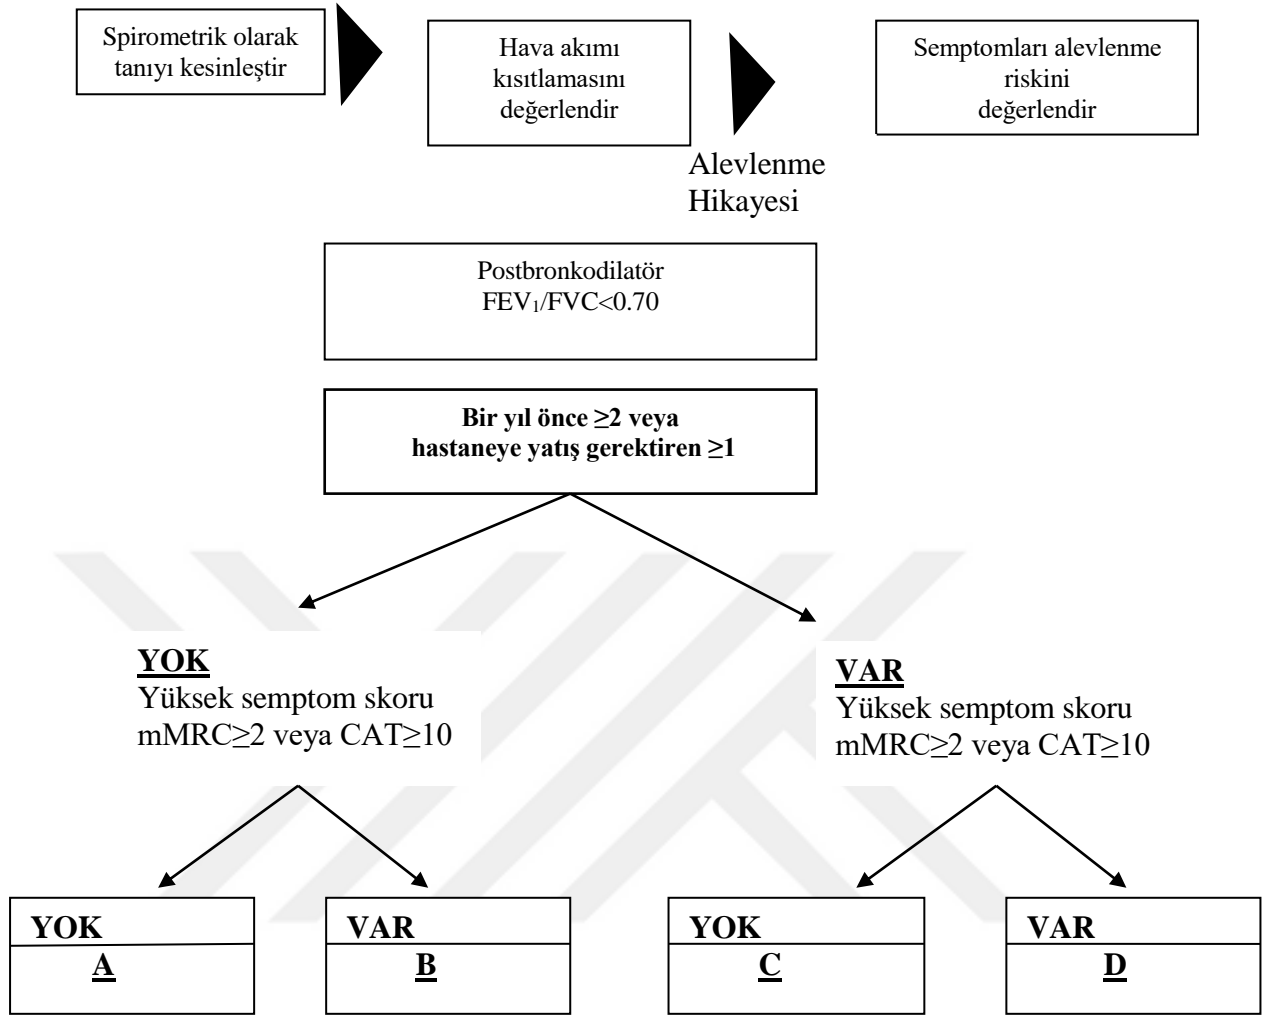 Spirometrik olarak
tanıyı kesinleştir
Hava akımı
kısıtlamasını
değerlendir
Semptomları alevlenme
riskini
değerlendir
Alevlenme
Hikayesi
Postbronkodilatör
FEV₁/FVC<0.70
Bir yıl önce ≥2 veya
hastaneye yatış gerektiren ≥1
YOK
Yüksek semptom skoru
mMRC≥2 veya CAT≥10
VAR
Yüksek semptom skoru
mMRC≥2 veya CAT≥10
YOK
A
VAR
B
YOK
C
VAR
D